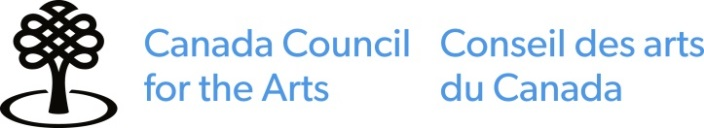 Canada Council
for the Arts
Conseil des arts
du Canada